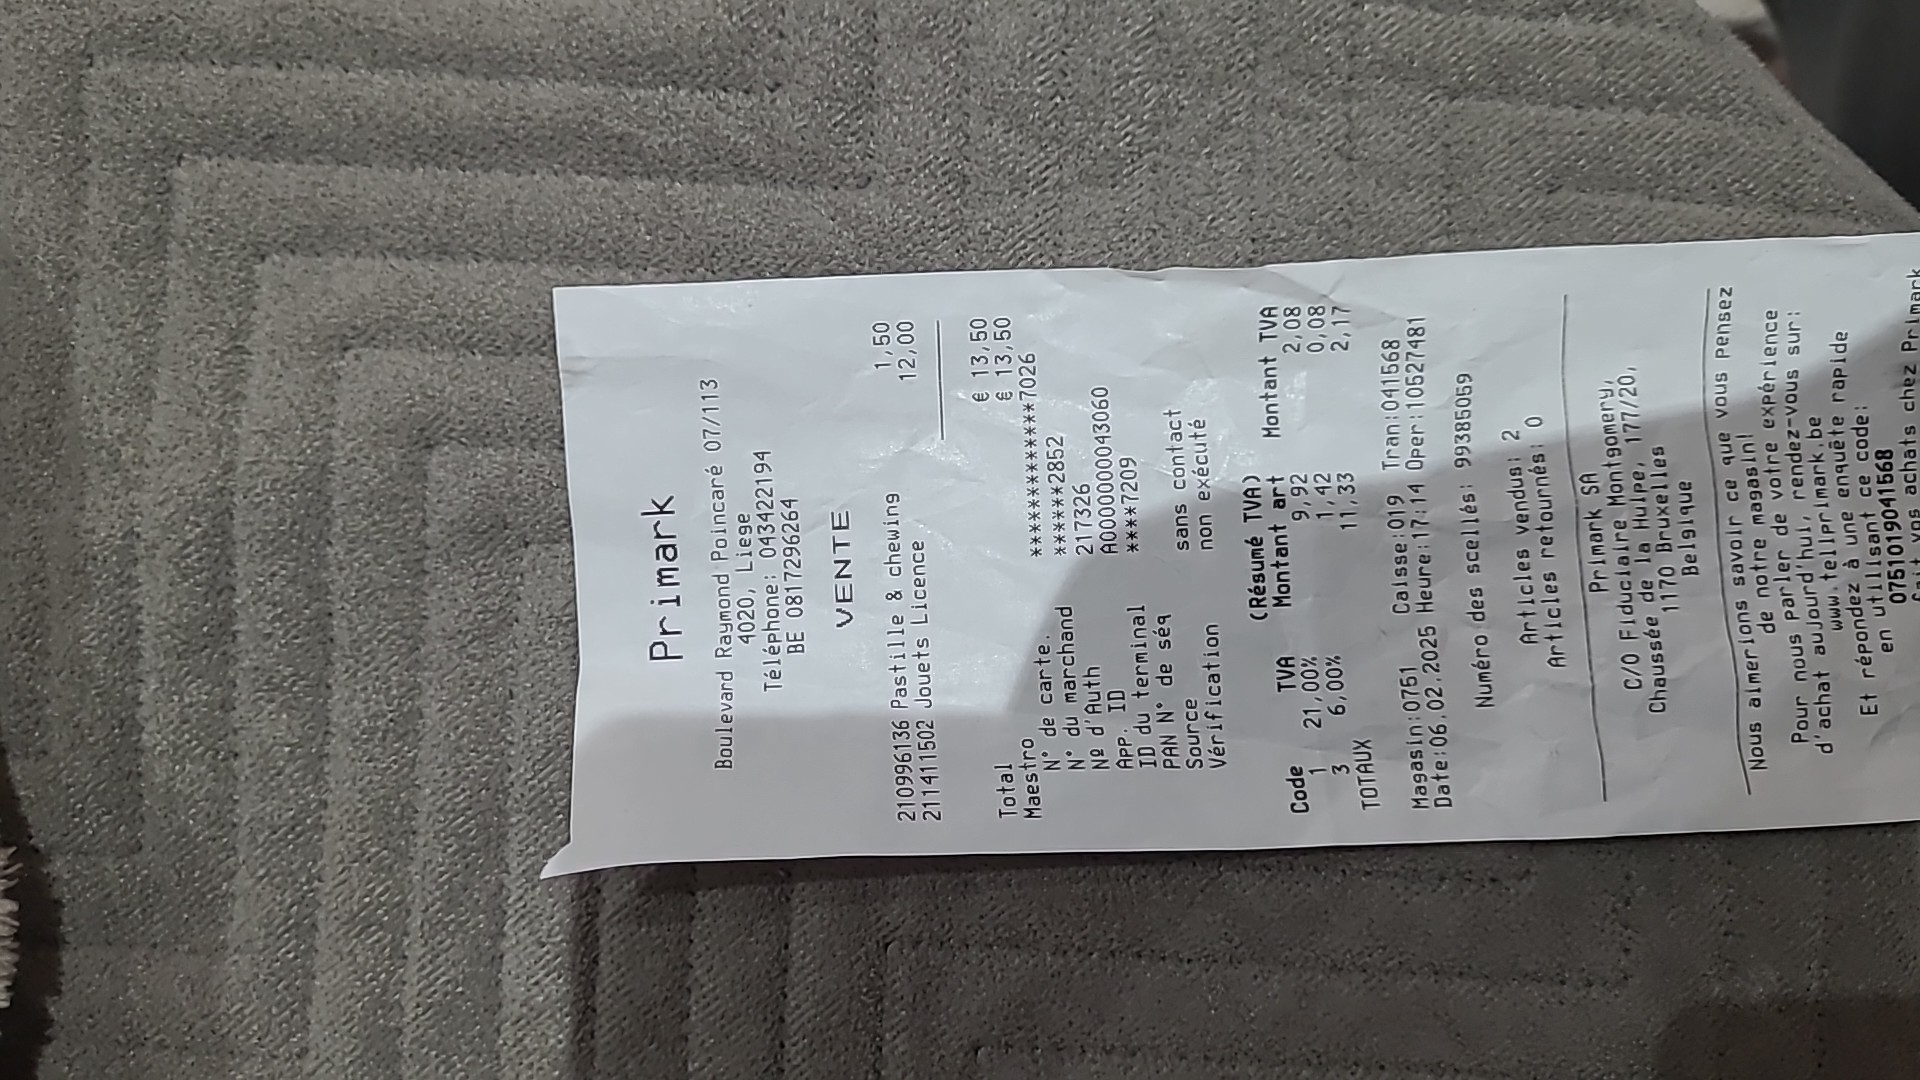 Primark
Boulevard Raymond Poincaré 07/113
4020, Liege
Téléphone: 043422194
BE 0817296264
VENTE
210996136 Pastille & chewing 1,50
211411502 Jouets Licence 12,00
Total € 13,50
Maestro € 13,50
N° de carte. ***************7026
N° du marchand ******2852
Nº d'Auth 217326
APP. ID A0000000043060
ID du terminal ****7209
PAN N° de séq
Source sans contact
Vérification non exécuté
(Résumé TVA)
Code TVA Montant art Montant TVA
1 21,00% 9,92 2,08
3 6,00% 1,42 0,08
TOTAUX 11,33 2,17
Magasin:0751 Caisse:019 Tran:041568
Date:06.02.2025 Heure:17:14 Oper:10527481
Numéro des scellés: 99385059
Articles vendus: 2
Articles retournés: 0
Primark SA
C/O Fiduciaire Montgomery,
Chaussée de la Hulpe, 177/20,
1170 Bruxelles
Belgique
Nous aimerions savoir ce que vous pensez
de notre magasin!
Pour nous parler de votre expérience
d'achat aujourd'hui, rendez-vous sur:
www.tellprimark.be
Et répondez à une enquête rapide
en utilisant ce code:
075101904​1568
fait vos achats chez Primark